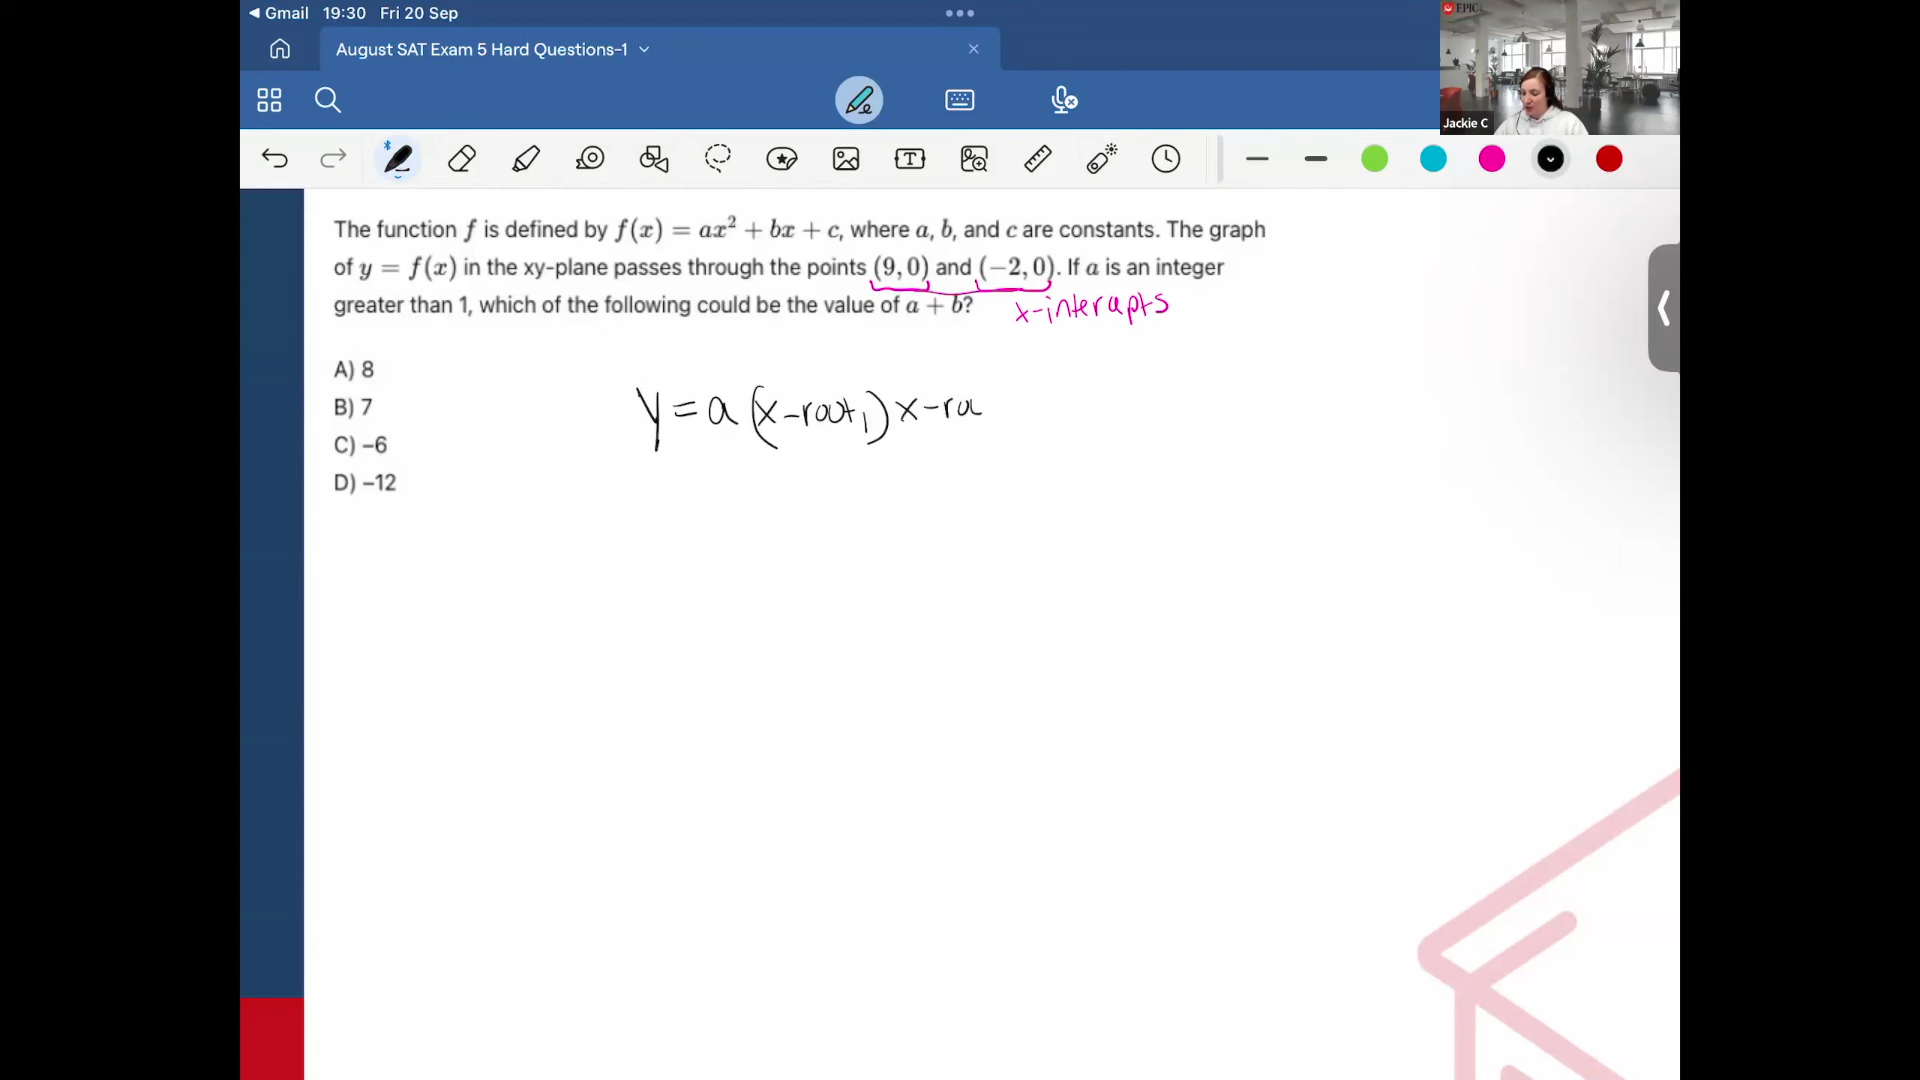 Gmail 19:30 Fri 20 Sep
EPIC
August SAT Exam 5 Hard Questions-1
Jackie C
The function f is defined by f(x) = ax² + bx + c, where a, b, and c are constants. The graph
of y = f(x) in the xy-plane passes through the points (9, 0) and (−2, 0). If a is an integer
greater than 1, which of the following could be the value of a + b?
x-intercepts
A) 8
B) 7
C) –6
D) –12
y = a (x - root₁) x - roo